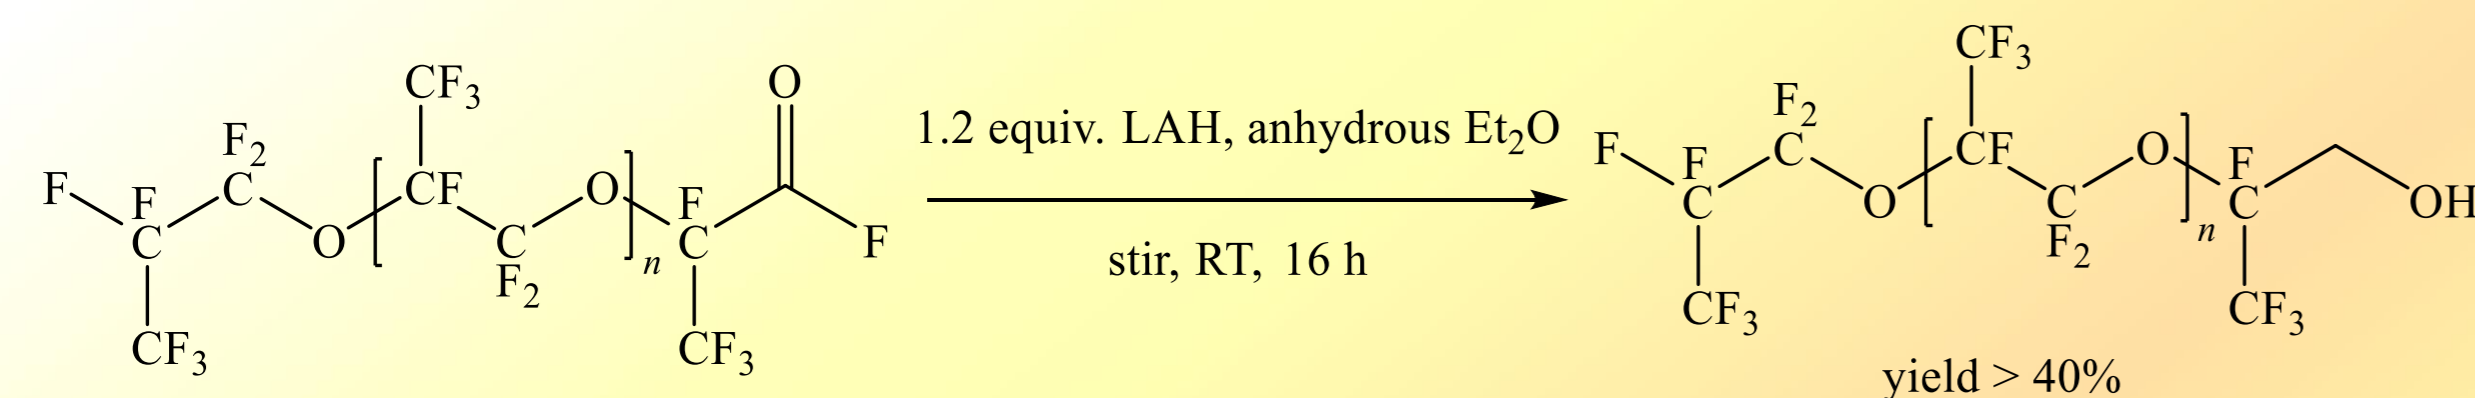 CF₃
O
F₂
F
F
C
C
O
CF
C
F₂
O
n
F
C
F
CF₃
CF₃
1.2 equiv. LAH, anhydrous Et₂O
stir, RT, 16 h
CF₃
F₂
F
F
C
C
O
CF
C
F₂
O
n
F
C
OH
CF₃
CF₃
yield > 40%